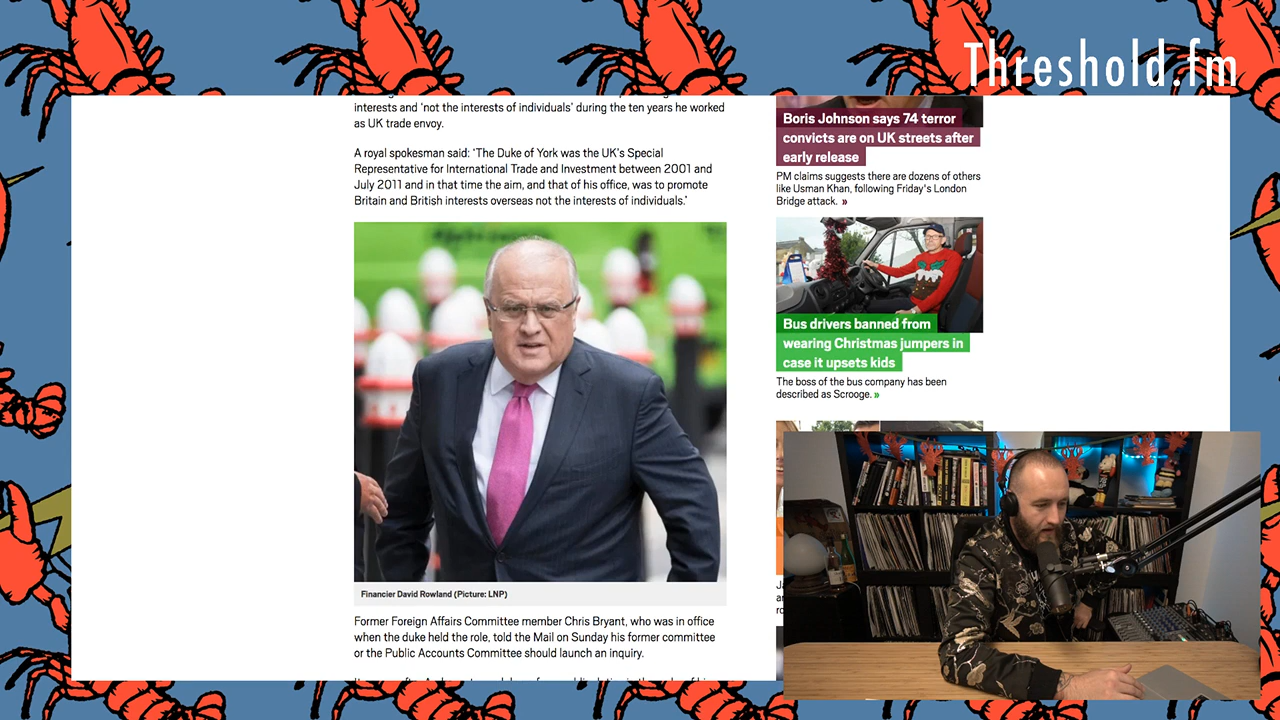 Threshold.fm
interests and 'not the interests of individuals' during the ten years he worked
as UK trade envoy.
A royal spokesman said: 'The Duke of York was the UK's Special
Representative for International Trade and Investment between 2001 and
July 2011 and in that time the aim, and that of his office, was to promote
Britain and British interests overseas not the interests of individuals.'
Financier David Rowland (Picture: LNP)
Former Foreign Affairs Committee member Chris Bryant, who was in office
when the duke held the role, told the Mail on Sunday his former committee
or the Public Accounts Committee should launch an inquiry.
Boris Johnson says 74 terror
convicts are on UK streets after
early release
PM claims suggests there are dozens of others
like Usman Khan, following Friday's London
Bridge attack. »
Bus drivers banned from
wearing Christmas jumpers in
case it upsets kids
The boss of the bus company has been
described as Scrooge. »